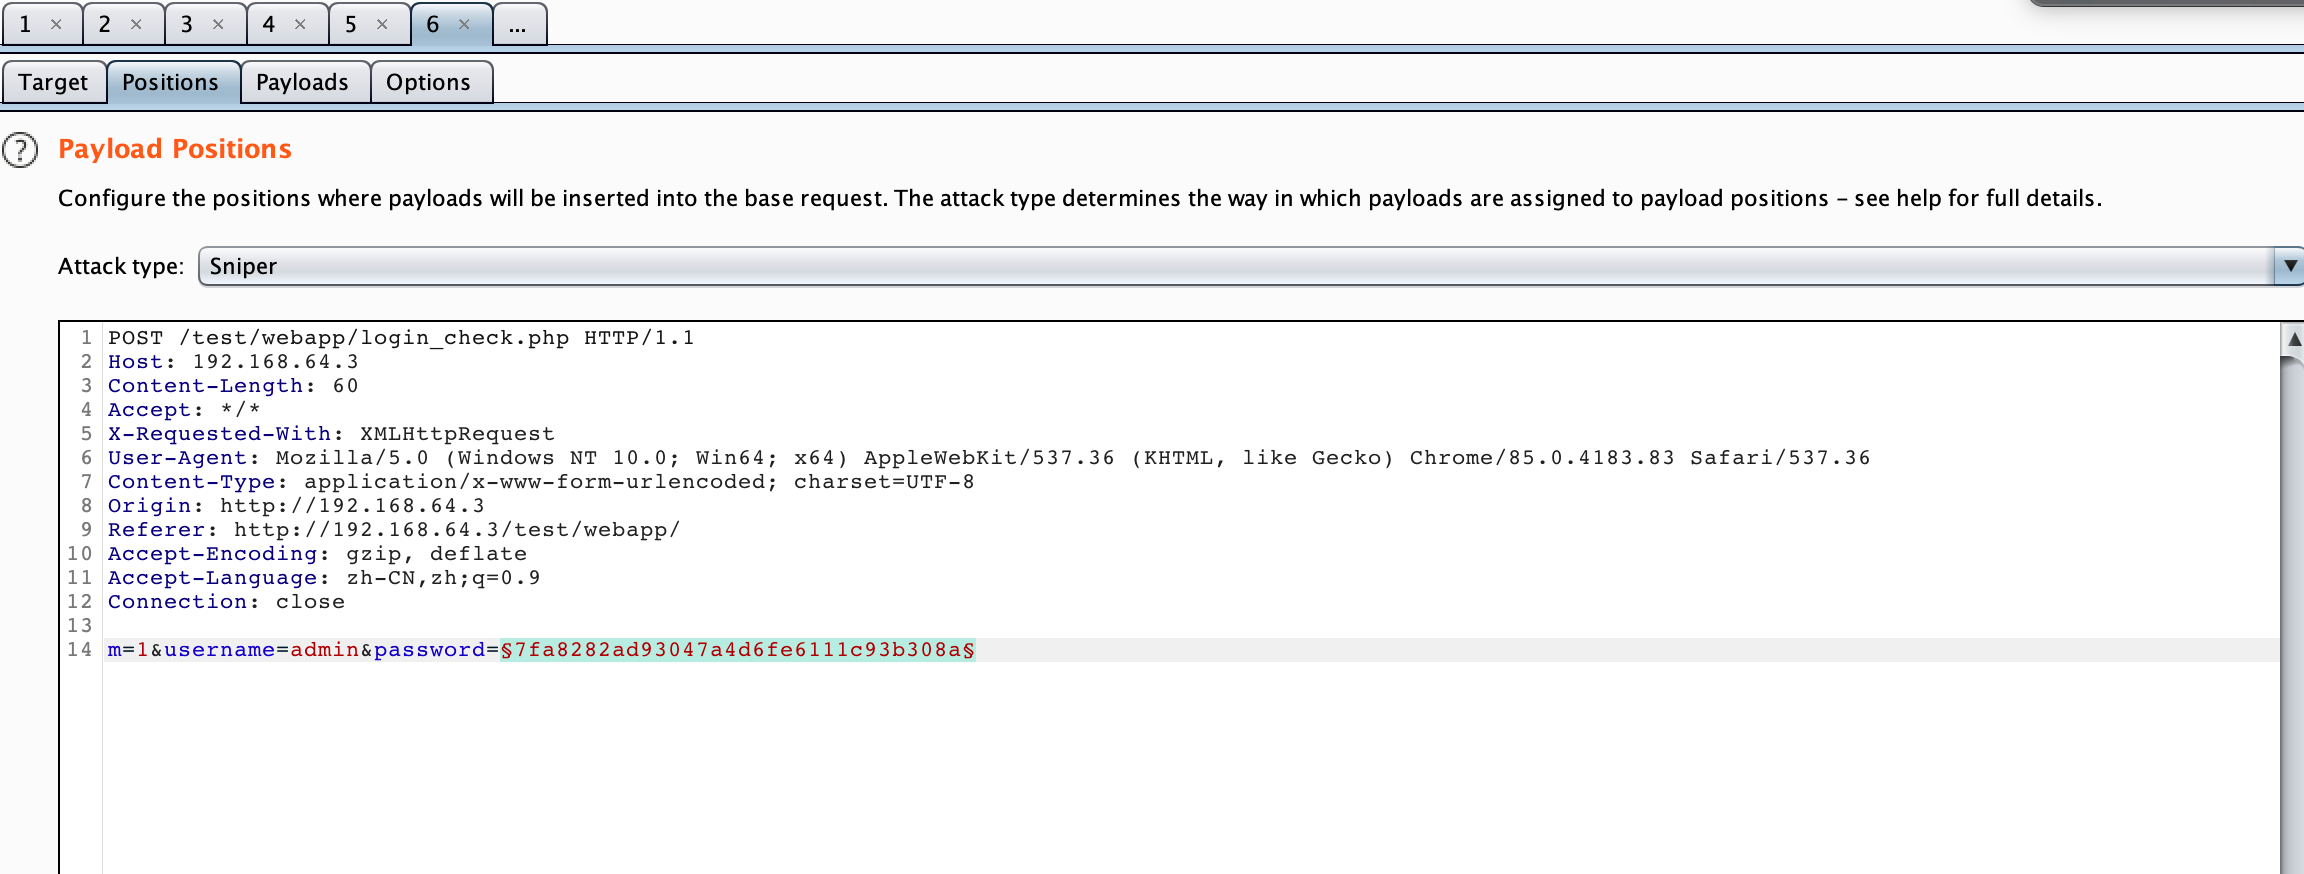 1 × 2 × 3 × 4 × 5 × 6 × ...
Target Positions Payloads Options
? Payload Positions
Configure the positions where payloads will be inserted into the base request. The attack type determines the way in which payloads are assigned to payload positions – see help for full details.
Attack type: Sniper
1 POST /test/webapp/login_check.php HTTP/1.1
2 Host: 192.168.64.3
3 Content-Length: 60
4 Accept: */*
5 X-Requested-With: XMLHttpRequest
6 User-Agent: Mozilla/5.0 (Windows NT 10.0; Win64; x64) AppleWebKit/537.36 (KHTML, like Gecko) Chrome/85.0.4183.83 Safari/537.36
7 Content-Type: application/x-www-form-urlencoded; charset=UTF-8
8 Origin: http://192.168.64.3
9 Referer: http://192.168.64.3/test/webapp/
10 Accept-Encoding: gzip, deflate
11 Accept-Language: zh-CN,zh;q=0.9
12 Connection: close
13
14 m=1&username=admin&password=§7fa8282ad93047a4d6fe6111c93b308a§